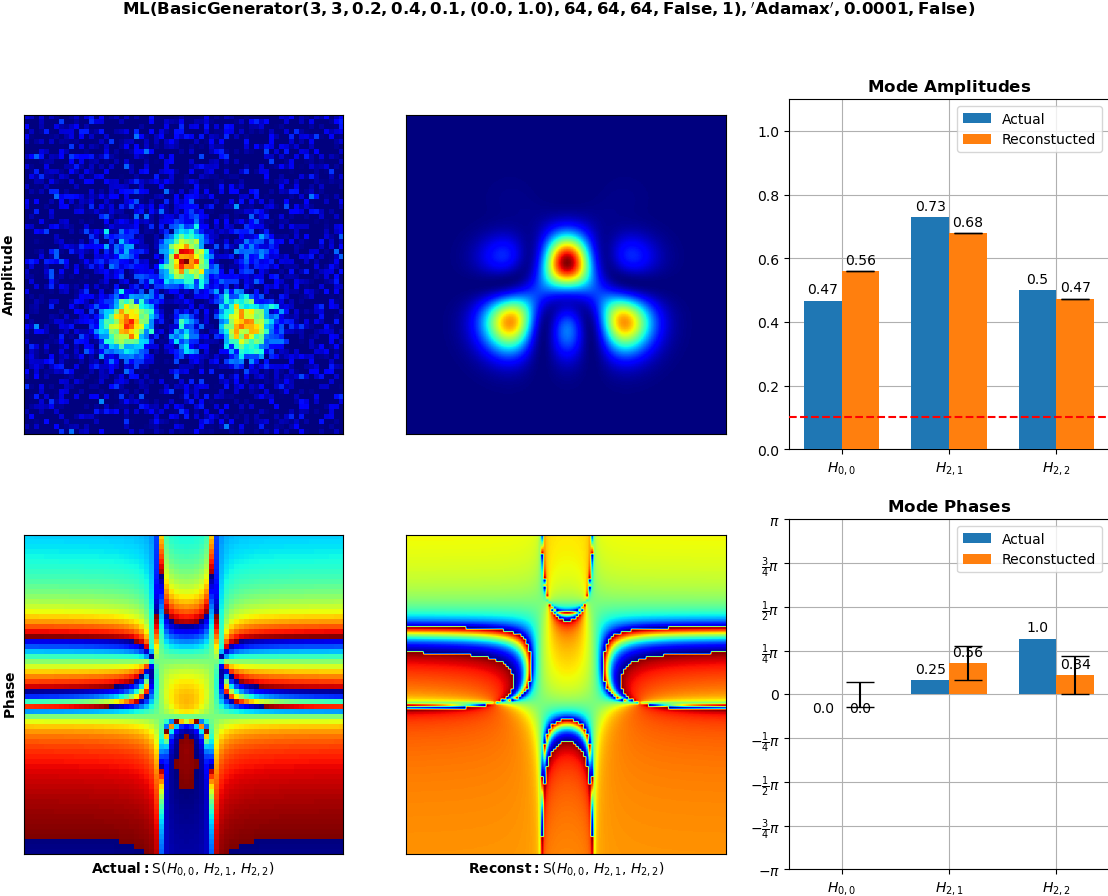 ML(BasicGenerator(3, 3, 0.2, 0.4, 0.1, (0.0, 1.0), 64, 64, 64, False, 1), ′Adamax′, 0.0001, False)
Mode Amplitudes
Actual
Reconstucted
1.0
0.8
0.6
0.4
0.2
0.0
0.47
0.56
0.73
0.68
0.5
0.47
H0,0
H2,1
H2,2
Amplitude
Mode Phases
Actual
Reconstucted
π
3/4π
1/2π
1/4π
0
−1/4π
−1/2π
−3/4π
−π
0.0
0.0
0.25
0.56
1.0
0.34
H0,0
H2,1
H2,2
Phase
Actual: S(H0,0, H2,1, H2,2)
Reconst: S(H0,0, H2,1, H2,2)